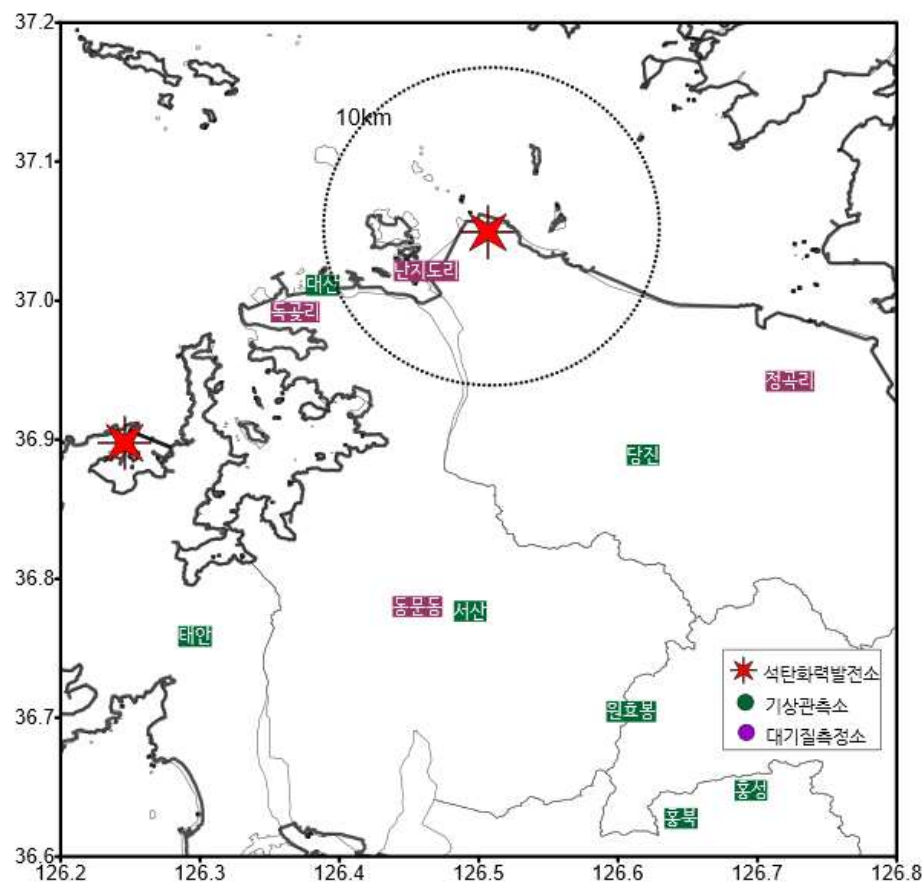 37.2
10km
37.1
난지도리
대산
37.0
독곶리
정곡리
36.9
당진
36.8
동문동
서산
태안
석탄화력발전소
36.7
원효봉
기상관측소
대기질측정소
홍성
홍북
36.6
126.2 126.3 126.4 126.5 126.6 126.7 126.8